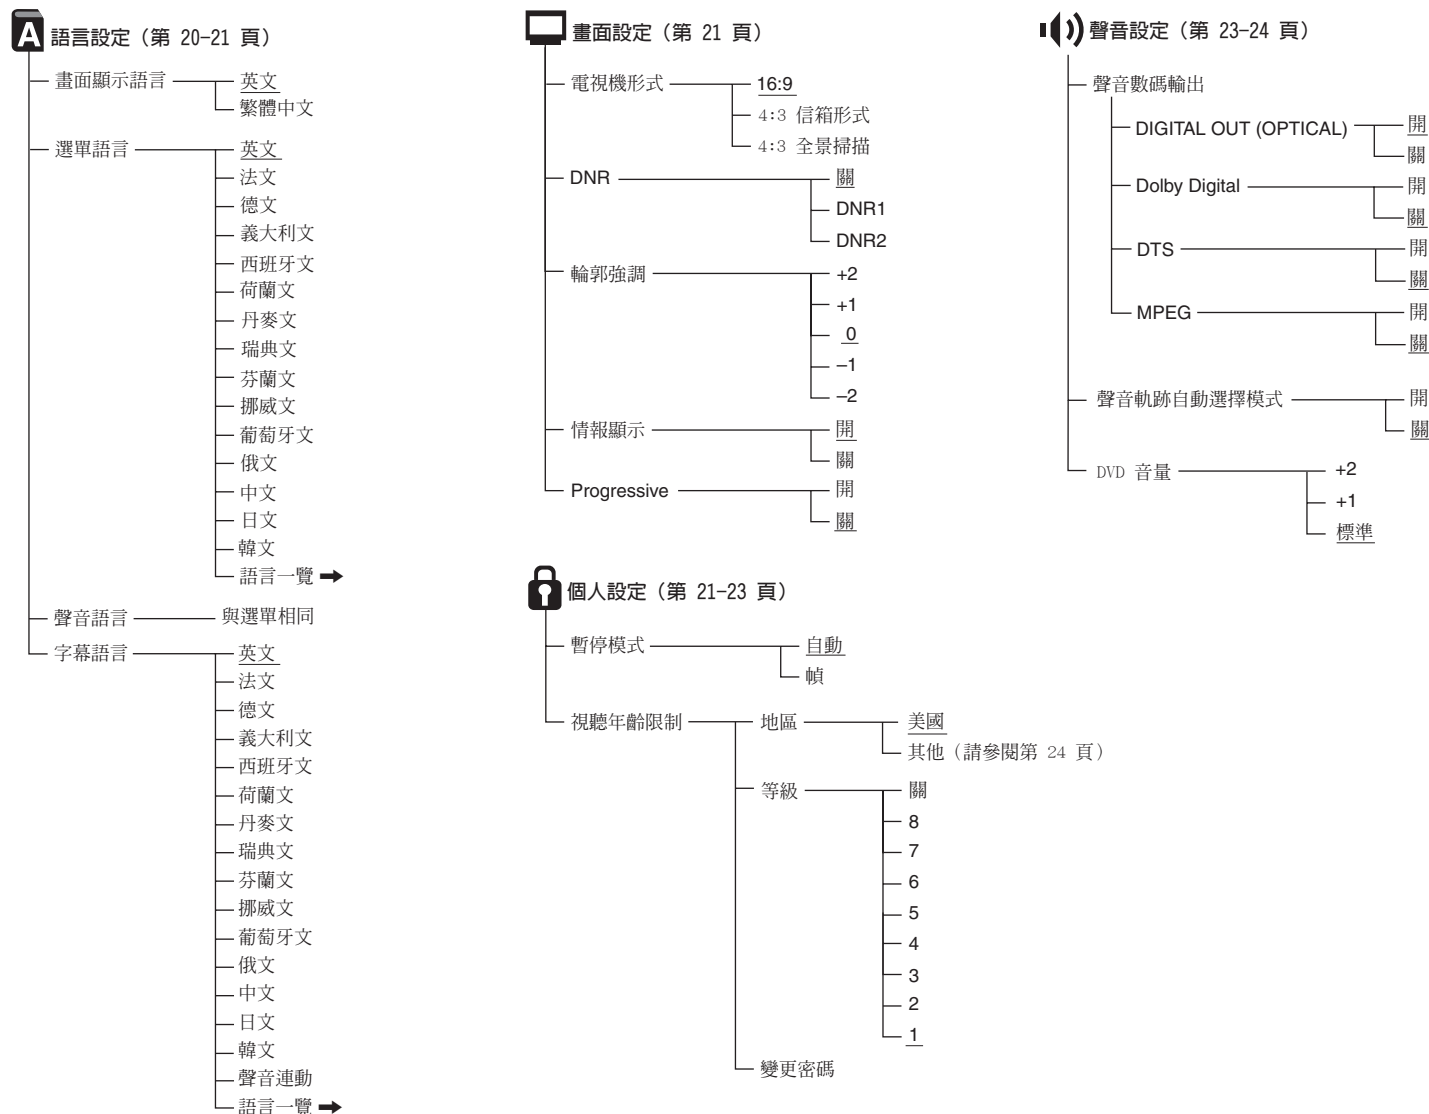 A 語言設定（第 20-21 頁）
畫面顯示語言
英文
繁體中文
選單語言
英文
法文
德文
義大利文
西班牙文
荷蘭文
丹麥文
瑞典文
芬蘭文
挪威文
葡萄牙文
俄文
中文
日文
韓文
語言一覽
聲音語言
與選單相同
字幕語言
英文
法文
德文
義大利文
西班牙文
荷蘭文
丹麥文
瑞典文
芬蘭文
挪威文
葡萄牙文
俄文
中文
日文
韓文
聲音連動
語言一覽
畫面設定（第 21 頁）
電視機形式
16:9
4:3 信箱形式
4:3 全景掃描
DNR
關
DNR1
DNR2
輪郭強調
+2
+1
0
–1
–2
情報顯示
開
關
Progressive
開
關
個人設定（第 21-23 頁）
暫停模式
自動
幀
視聽年齡限制
地區
美國
其他（請參閱第 24 頁）
等級
關
8
7
6
5
4
3
2
1
變更密碼
聲音設定（第 23-24 頁）
聲音數碼輸出
DIGITAL OUT (OPTICAL)
開
關
Dolby Digital
開
關
DTS
開
關
MPEG
開
關
聲音軌跡自動選擇模式
開
關
DVD 音量
+2
+1
標準